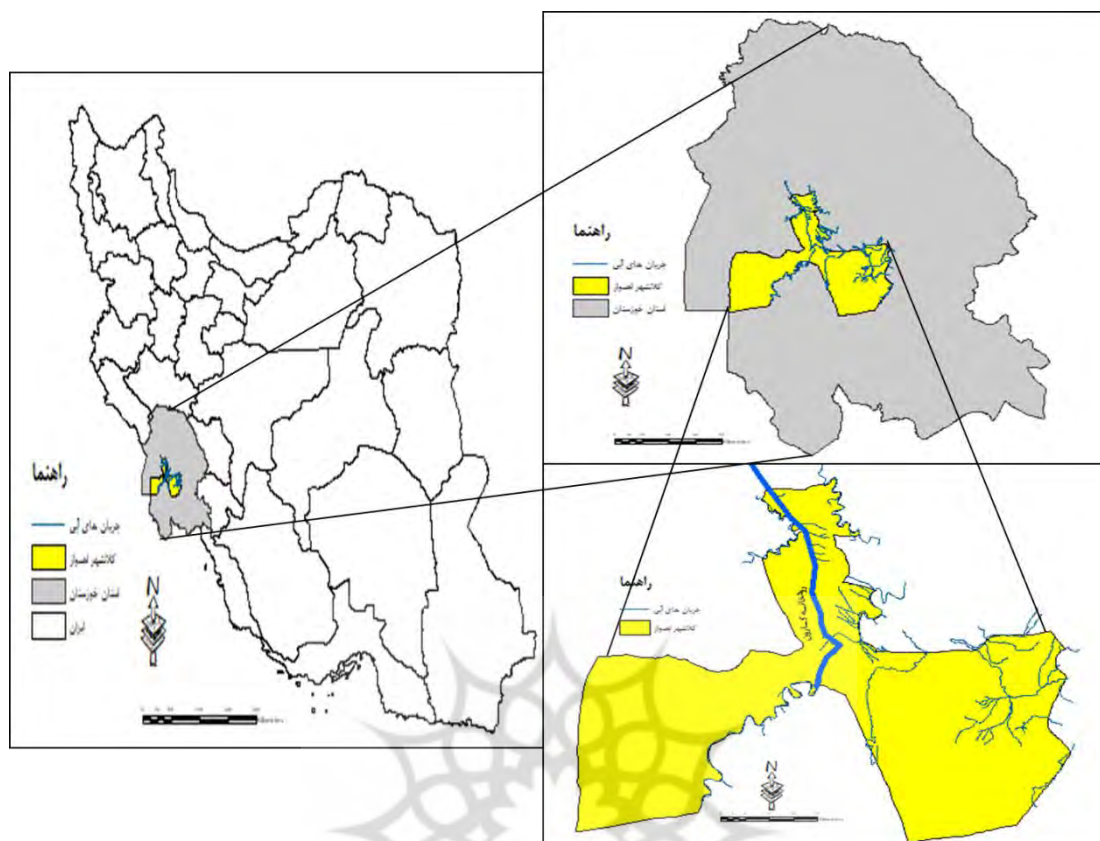 راهنما
جریان های آبی
کلانشهر اهواز
استان خوزستان
ایران
N
راهنما
جریان های آبی
کلانشهر اهواز
استان خوزستان
N
راهنما
جریان های آبی
کلانشهر اهواز
رودخانه کارون
N